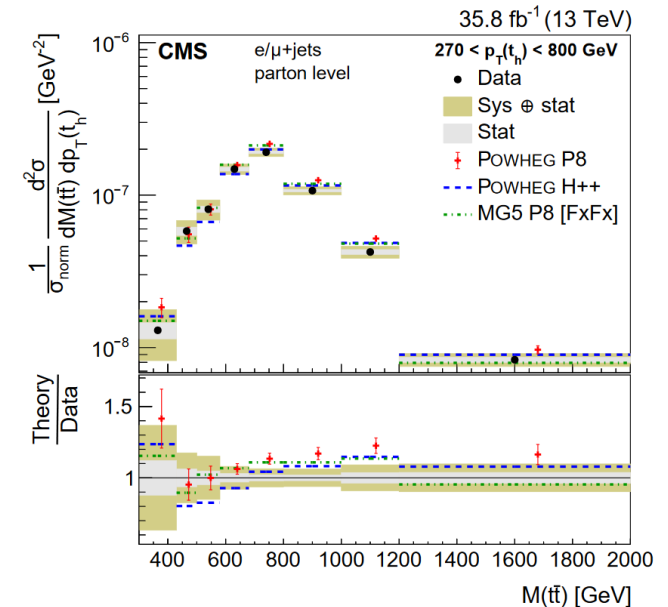 35.8 fb⁻¹ (13 TeV)
CMS
e/μ+jets
parton level
270 < p_T(t_h) < 800 GeV
Data
Sys ⊕ stat
Stat
POWHEG P8
POWHEG H++
MG5 P8 [FxFx]
1/σ_norm d²σ/dM(tt̄) dp_T(t_h) [GeV⁻²]
10⁻⁶
10⁻⁷
10⁻⁸
Theory/Data
1.5
1
400 600 800 1000 1200 1400 1600 1800 2000
M(tt̄) [GeV]